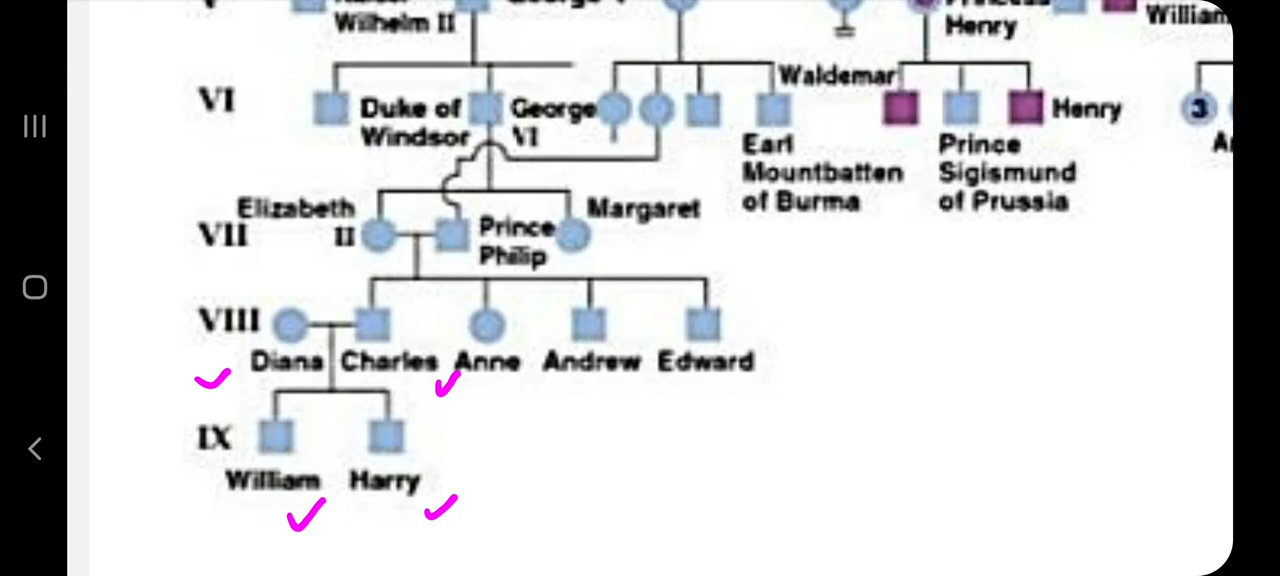 Wilhelm II
Henry
William
VI
Duke of
Windsor
George
VI
Waldemar
Henry
3
Earl
Mountbatten
of Burma
Prince
Sigismund
of Prussia
VII
Elizabeth
II
Prince
Philip
Margaret
VIII
Diana Charles Anne Andrew Edward
IX
William Harry